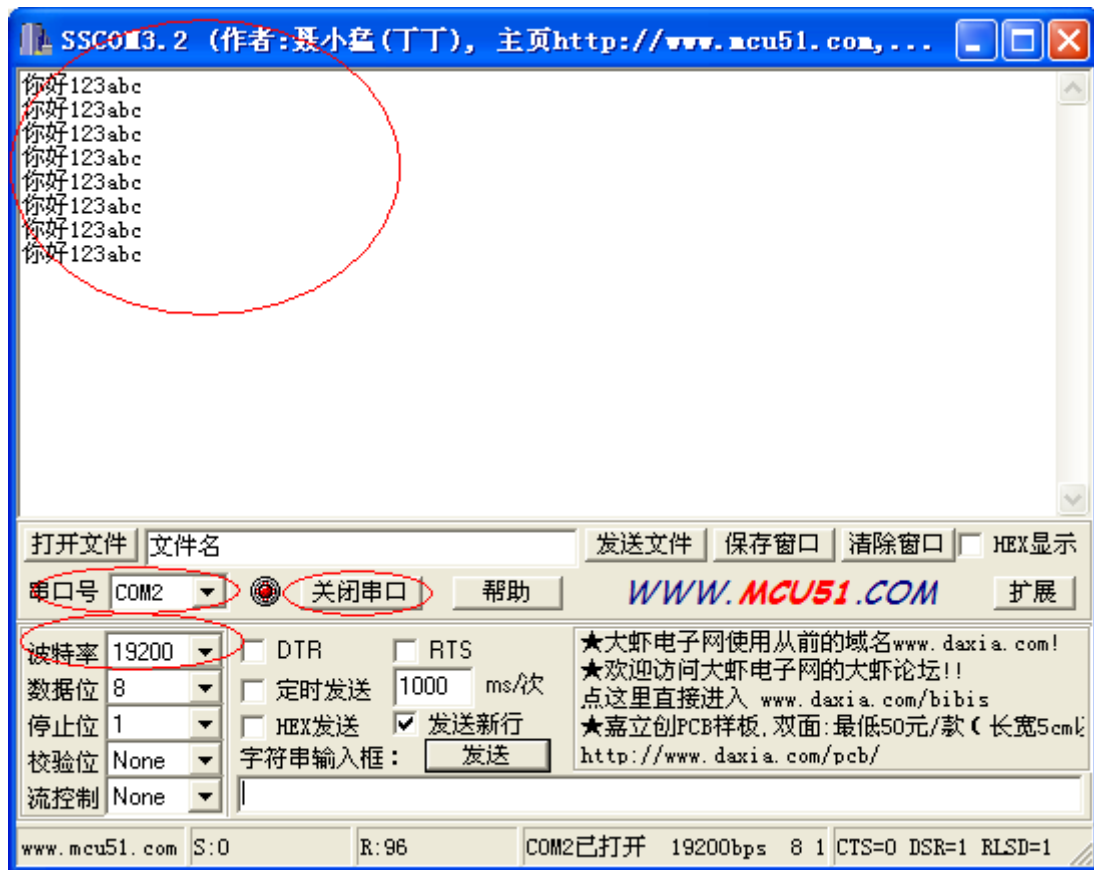 SSCOM3.2 (作者:聂小猛(丁丁), 主页http://www.mcu51.com,...
你好123abc
你好123abc
你好123abc
你好123abc
你好123abc
你好123abc
你好123abc
你好123abc
打开文件 文件名 发送文件 保存窗口 清除窗口 HEX显示
串口号 COM2 关闭串口 帮助 WWW.MCU51.COM 扩展
波特率 19200 DTR RTS
数据位 8 定时发送 1000 ms/次
停止位 1 HEX发送 发送新行
校验位 None 字符串输入框： 发送
流控制 None
★大虾电子网使用从前的域名www.daxia.com!
★欢迎访问大虾电子网的大虾论坛!!
点这里直接进入 www.daxia.com/bibis
★嘉立创PCB样板,双面:最低50元/款(长宽5cm
http://www.daxia.com/pcb/
www.mcu51.com S:0 R:96 COM2已打开 19200bps 8 1 CTS=0 DSR=1 RLSD=1